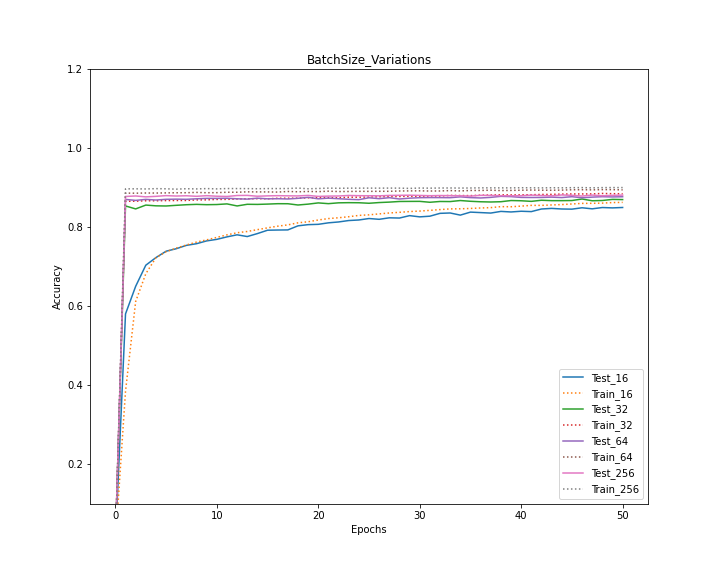 BatchSize_Variations
1.2
1.0
0.8
0.6
0.4
0.2
Accuracy
0 10 20 30 40 50
Epochs
Test_16
Train_16
Test_32
Train_32
Test_64
Train_64
Test_256
Train_256